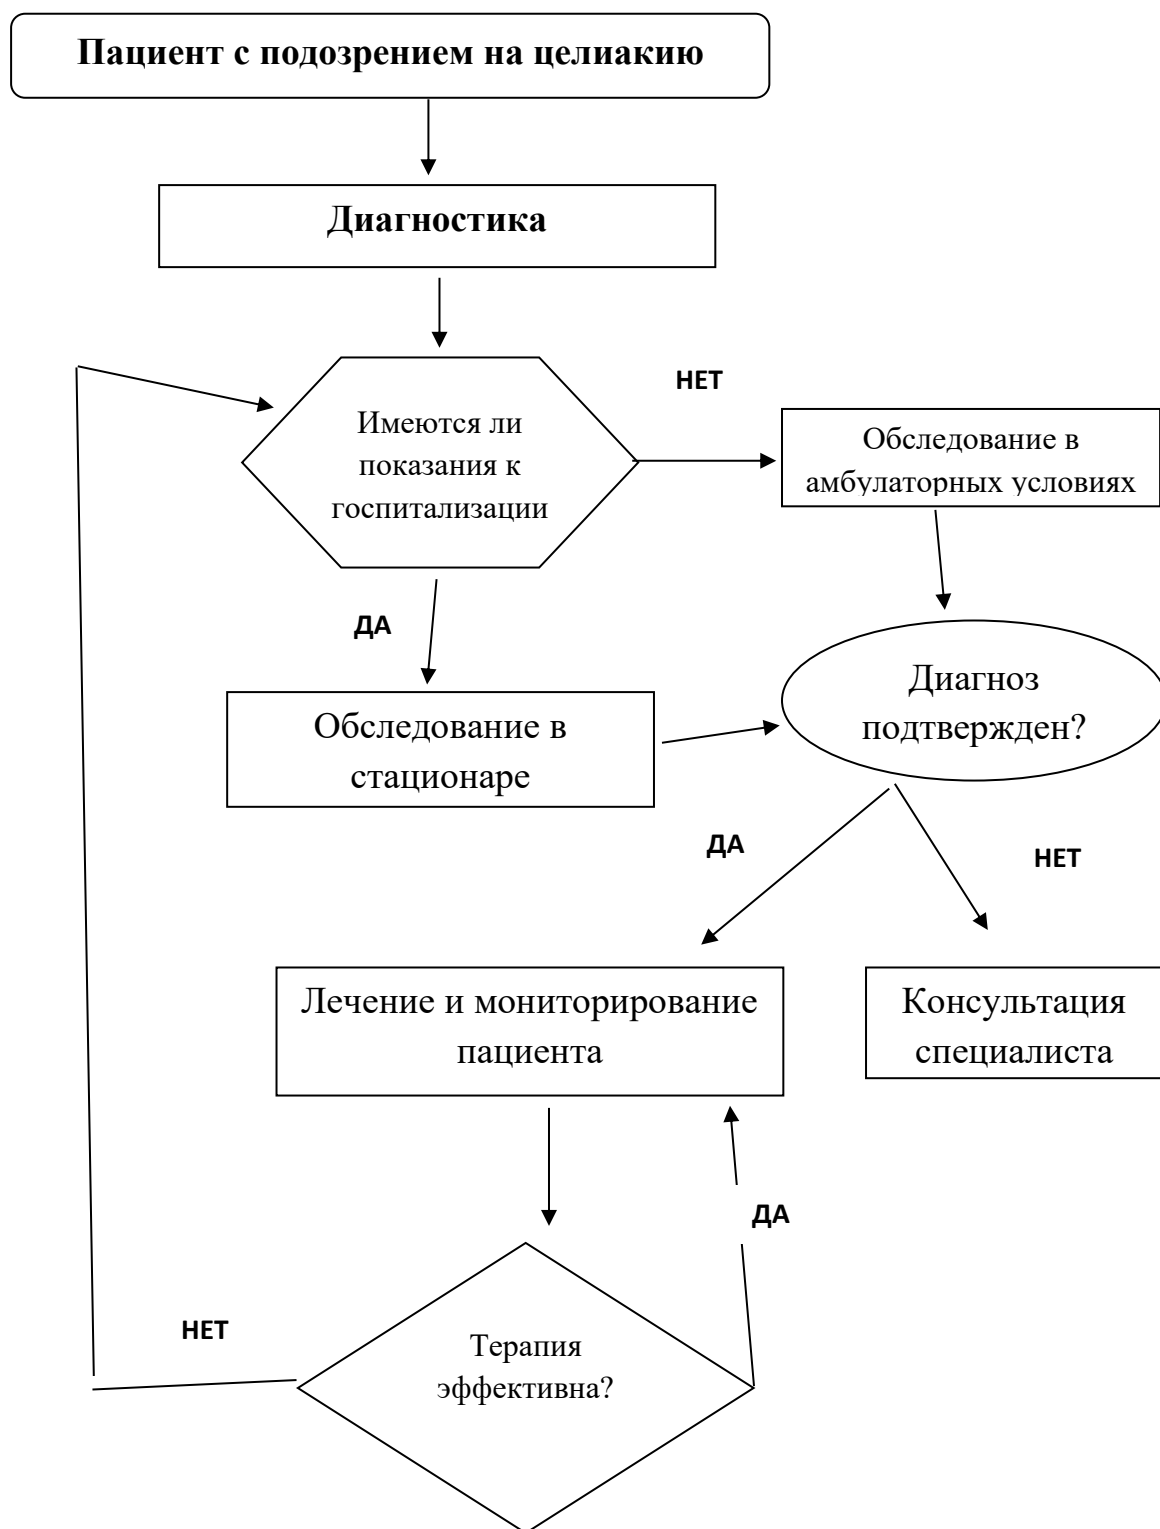 Пациент с подозрением на целиакию
Диагностика
Имеются ли
показания к
госпитализации
НЕТ
Обследование в
амбулаторных условиях
ДА
Обследование в
стационаре
Диагноз
подтвержден?
ДА
НЕТ
Лечение и мониторирование
пациента
Консультация
специалиста
ДА
НЕТ
Терапия
эффективна?